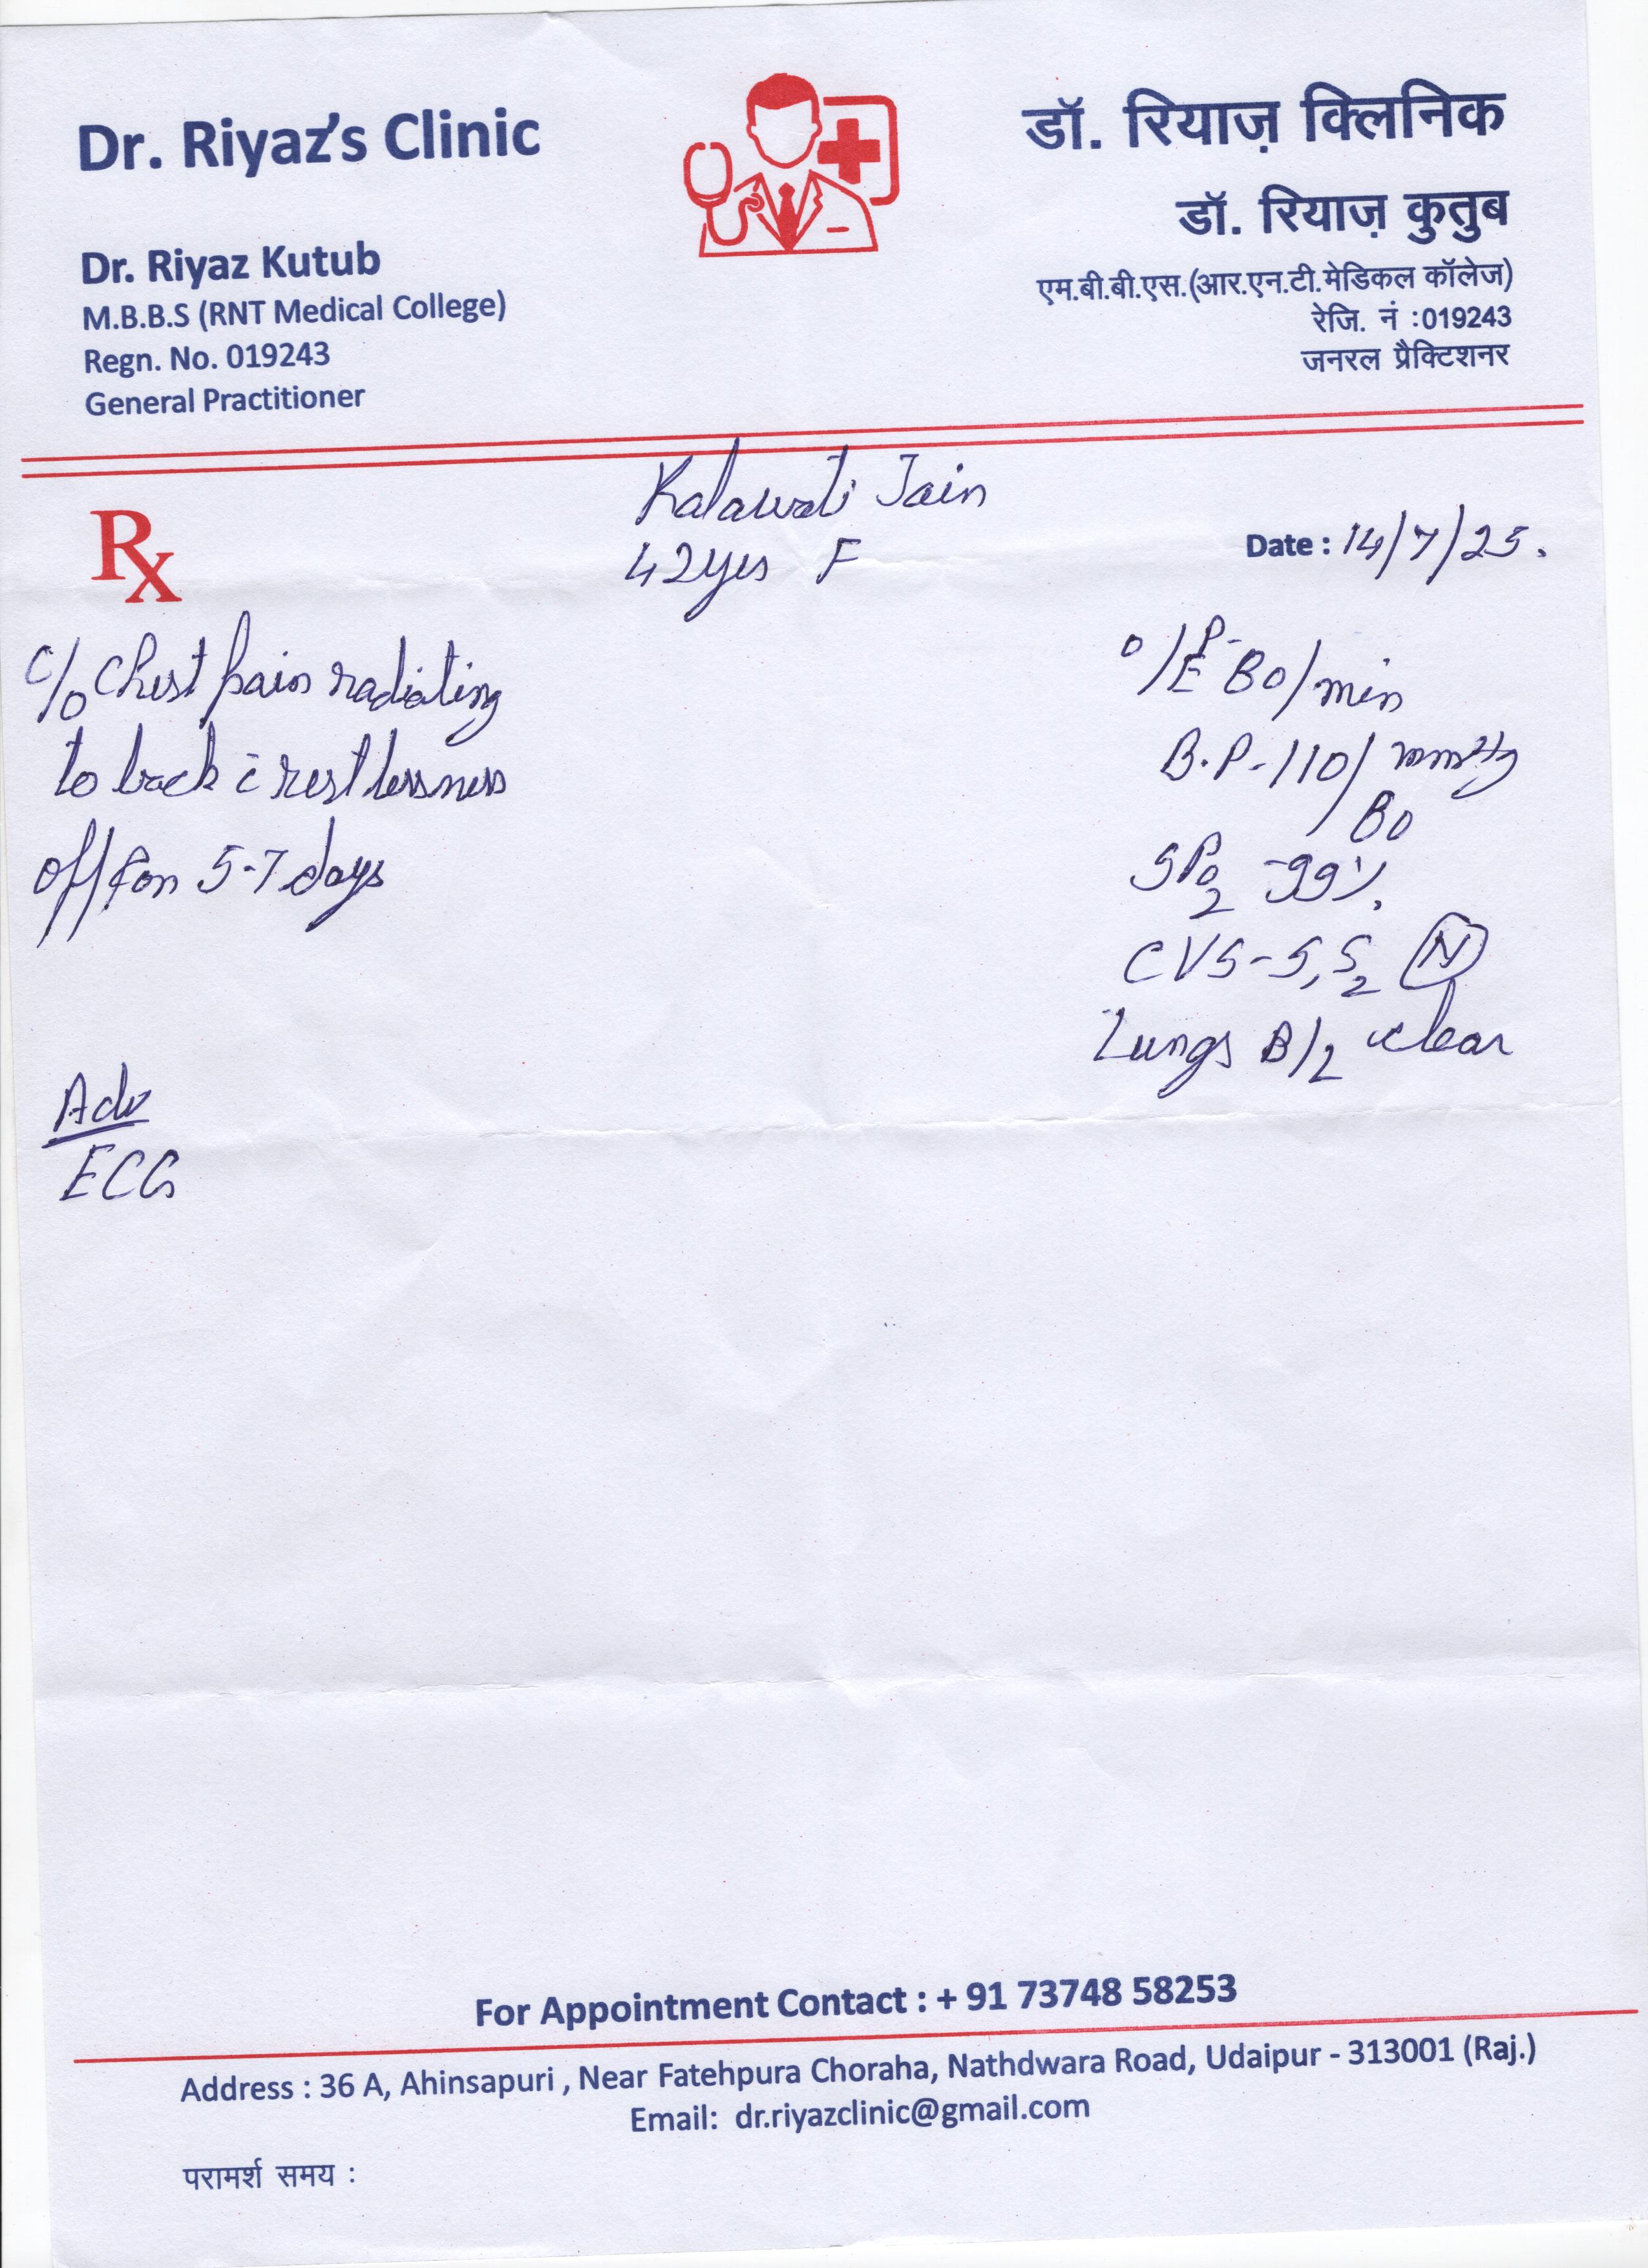 Dr. Riyaz's Clinic
Dr. Riyaz Kutub
M.B.B.S (RNT Medical College)
Regn. No. 019243
General Practitioner
डॉ. रियाज़ क्लिनिक
डॉ. रियाज़ कुतुब
एम.बी.बी.एस.(आर.एन.टी.मेडिकल कॉलेज)
रेजि. नं :019243
जनरल प्रैक्टिशनर
Kalawati Jain
42yrs F
Rx
Date : 14/7/25.
c/o Chest pain radiating
to back c̄ restlessness
off/on 5-7 days
O/E P- 80/min
B.P-110/80 mmHg
SPO2 -99%.
CVS-S1S2 N
Lungs B/L clear
Adv
ECG
For Appointment Contact : + 91 73748 58253
Address : 36 A, Ahinsapuri , Near Fatehpura Choraha, Nathdwara Road, Udaipur - 313001 (Raj.)
Email: dr.riyazclinic@gmail.com
परामर्श समय :